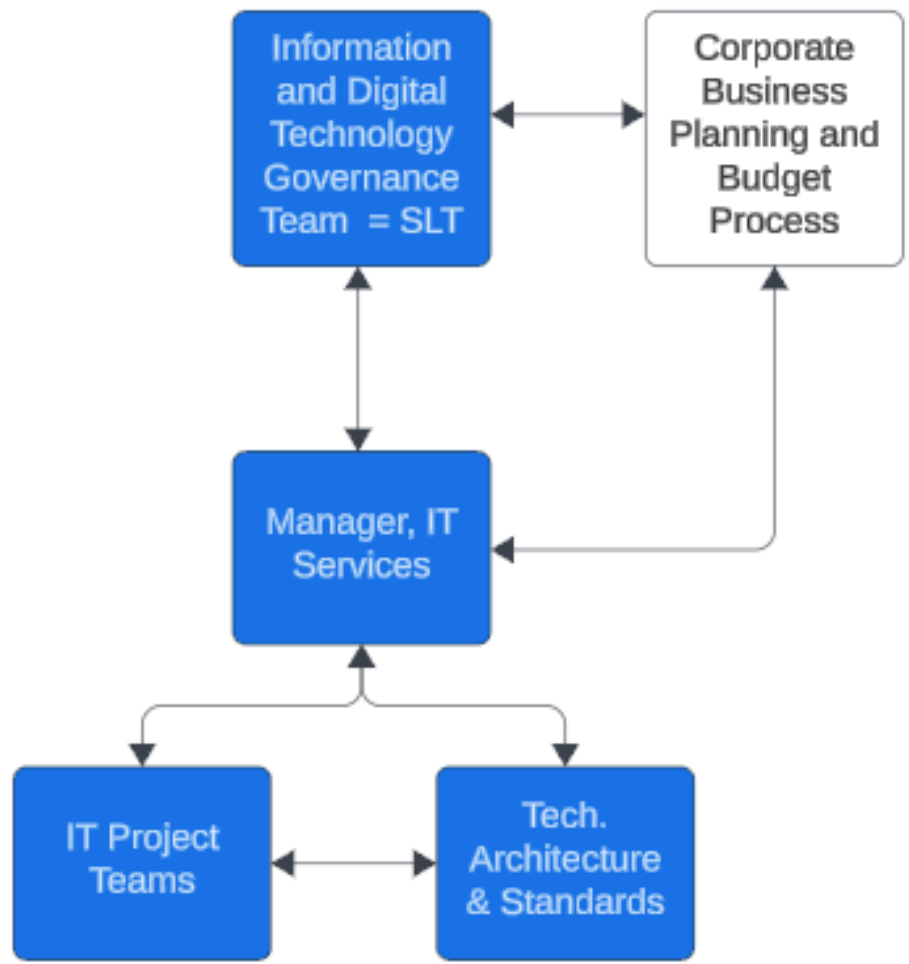 Information
and Digital
Technology
Governance
Team = SLT
Corporate
Business
Planning and
Budget
Process
Manager, IT
Services
IT Project
Teams
Tech.
Architecture
& Standards